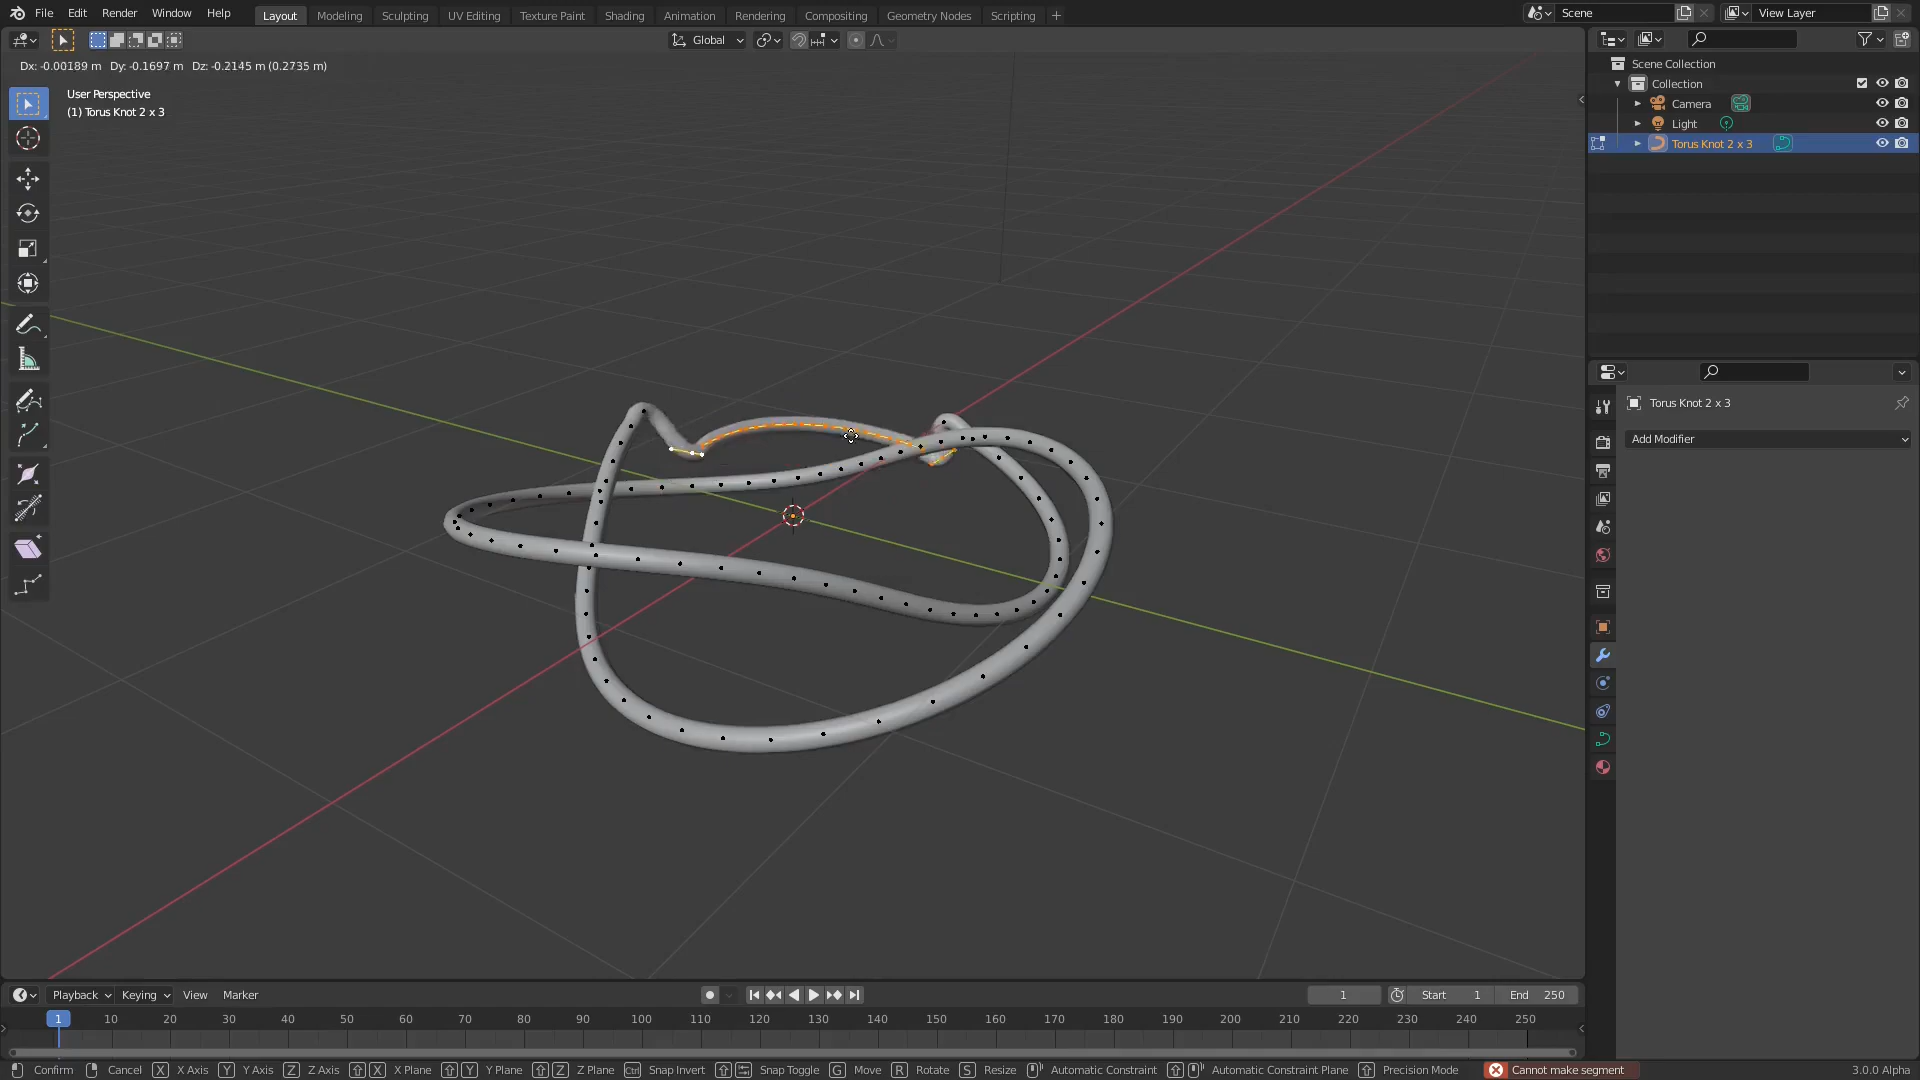 File Edit Render Window Help Layout Modeling Sculpting UV Editing Texture Paint Shading Animation Rendering Compositing Geometry Nodes Scripting + Scene View Layer
Global
Dx: -0.00189 m Dy: -0.1697 m Dz: -0.2145 m (0.2735 m)
User Perspective
(1) Torus Knot 2 x 3
Scene Collection
Collection
Camera
Light
Torus Knot 2 x 3
Torus Knot 2 x 3
Add Modifier
Playback Keying View Marker 1 Start 1 End 250
1 10 20 30 40 50 60 70 80 90 100 110 120 130 140 150 160 170 180 190 200 210 220 230 240 250
Confirm Cancel X X Axis Y Y Axis Z Z Axis X X Plane Y Y Plane Z Z Plane Ctrl Snap Invert Snap Toggle G Move R Rotate S Resize Automatic Constraint Automatic Constraint Plane Precision Mode Cannot make segment 3.0.0 Alpha